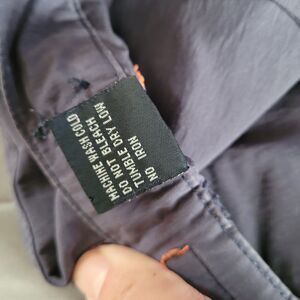 MACHINE WASH COLD
DO NOT BLEACH
TUMBLE DRY LOW
NO IRON